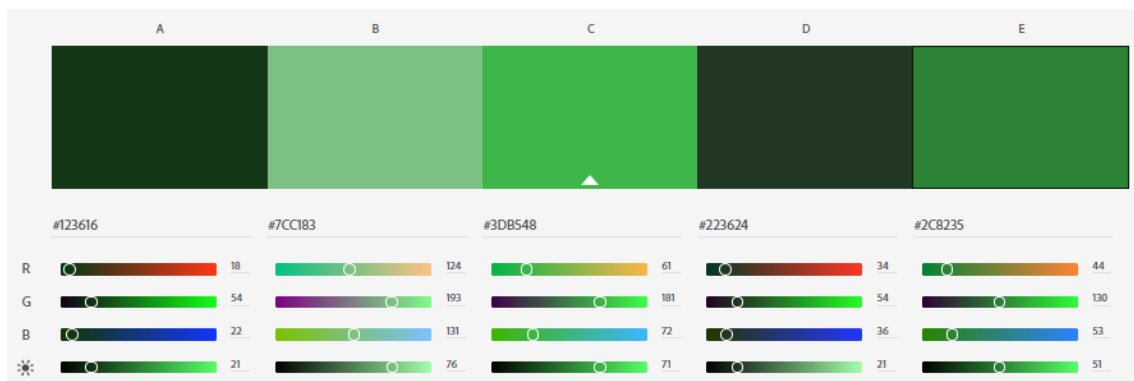 A B C D E
#123616 #7CC183 #3DB548 #223624 #2C8235
R 18 124 61 34 44
G 54 193 181 54 130
B 22 131 72 36 53
21 76 71 21 51